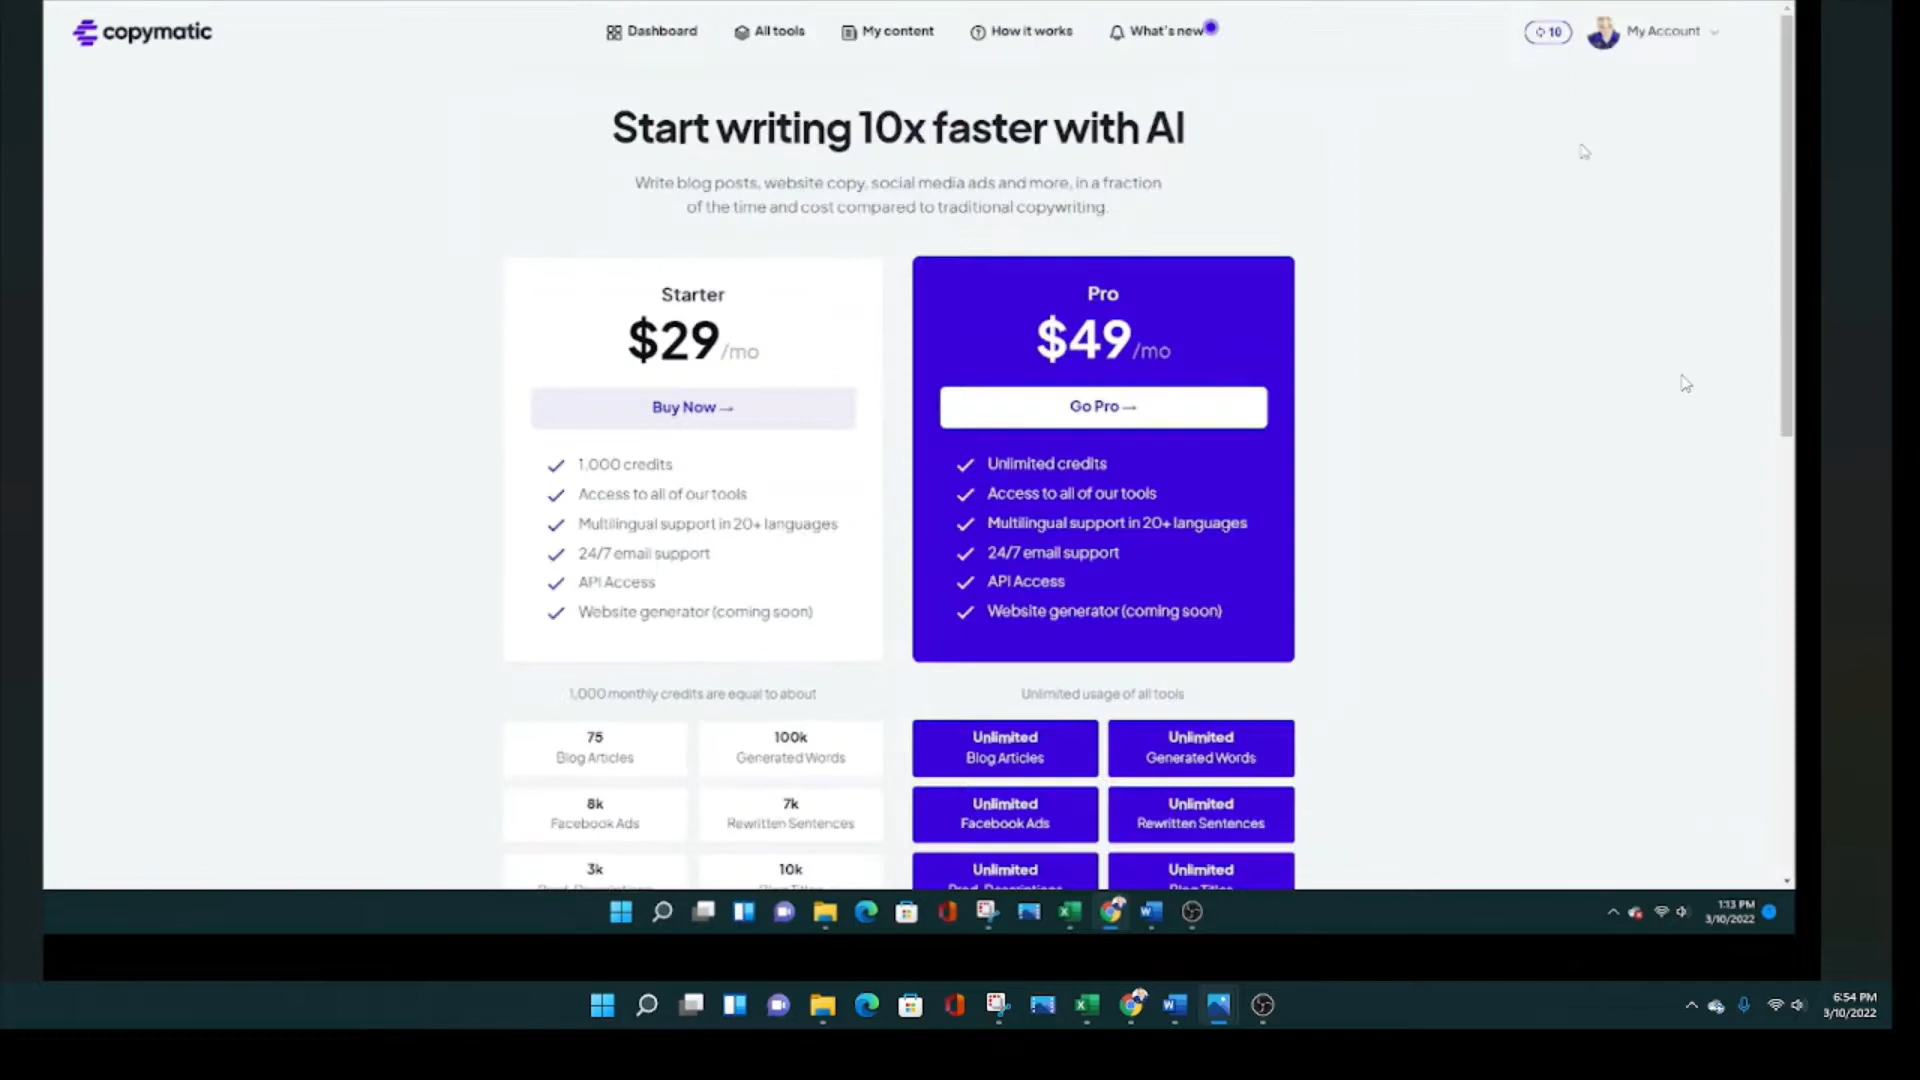 copymatic
Dashboard
All tools
My content
How it works
What's new
10
My Account
Start writing 10x faster with AI
Write blog posts, website copy, social media ads and more, in a fraction
of the time and cost compared to traditional copywriting.
Starter
$29/mo
Buy Now →
1,000 credits
Access to all of our tools
Multilingual support in 20+ languages
24/7 email support
API Access
Website generator (coming soon)
Pro
$49/mo
Go Pro →
Unlimited credits
Access to all of our tools
Multilingual support in 20+ languages
24/7 email support
API Access
Website generator (coming soon)
1,000 monthly credits are equal to about
75
Blog Articles
100k
Generated Words
8k
Facebook Ads
7k
Rewritten Sentences
3k
10k
Unlimited usage of all tools
Unlimited
Blog Articles
Unlimited
Generated Words
Unlimited
Facebook Ads
Unlimited
Rewritten Sentences
Unlimited
Unlimited
1:13 PM
3/10/2022
6:54 PM
3/10/2022